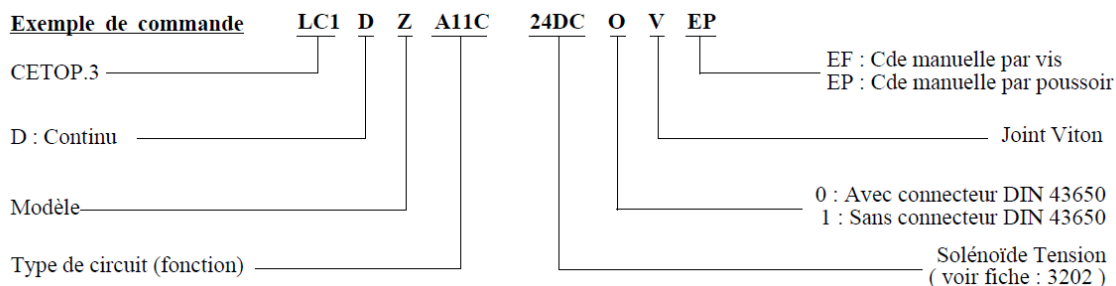 Exemple de commande LC1 D Z A11C 24DC O V EP
CETOP.3
EF : Cde manuelle par vis
EP : Cde manuelle par poussoir
D : Continu
Joint Viton
Modèle
0 : Avec connecteur DIN 43650
1 : Sans connecteur DIN 43650
Type de circuit (fonction)
Solénoïde Tension
( voir fiche : 3202 )